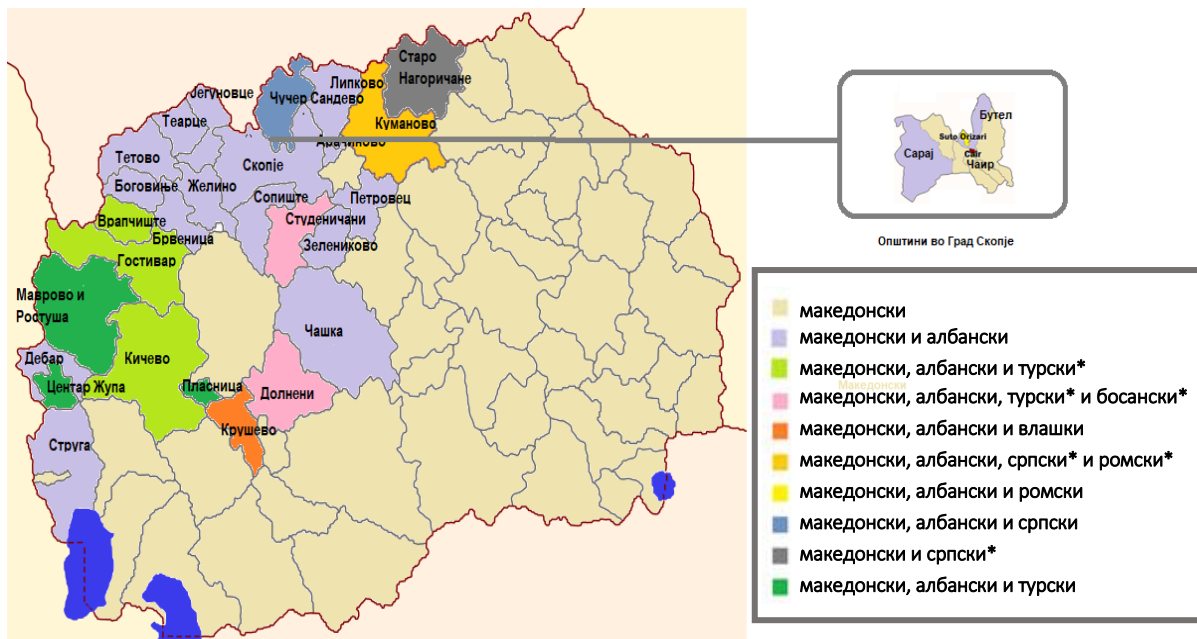 Старо
Нагоричане
Липково
Јегуновце
Чучер Сандево
Теарце
Куманово
Арачиново
Тетово
Скопје
Боговиње
Желино
Сопиште
Петровец
Студеничани
Врапчиште
Брвеница
Зелениково
Гостивар
Маврово и
Ростуша
Чашка
Дебар
Кичево
Центар Жупа
Пласница
Долнени
Крушево
Струга
Бутел
Suto Orizari
Сарај
Cair
Чаир
Општини во Град Скопје
македонски
македонски и албански
македонски, албански и турски*
Македонски
македонски, албански, турски* и босански*
македонски, албански и влашки
македонски, албански, српски* и ромски*
македонски, албански и ромски
македонски, албански и српски
македонски и српски*
македонски, албански и турски